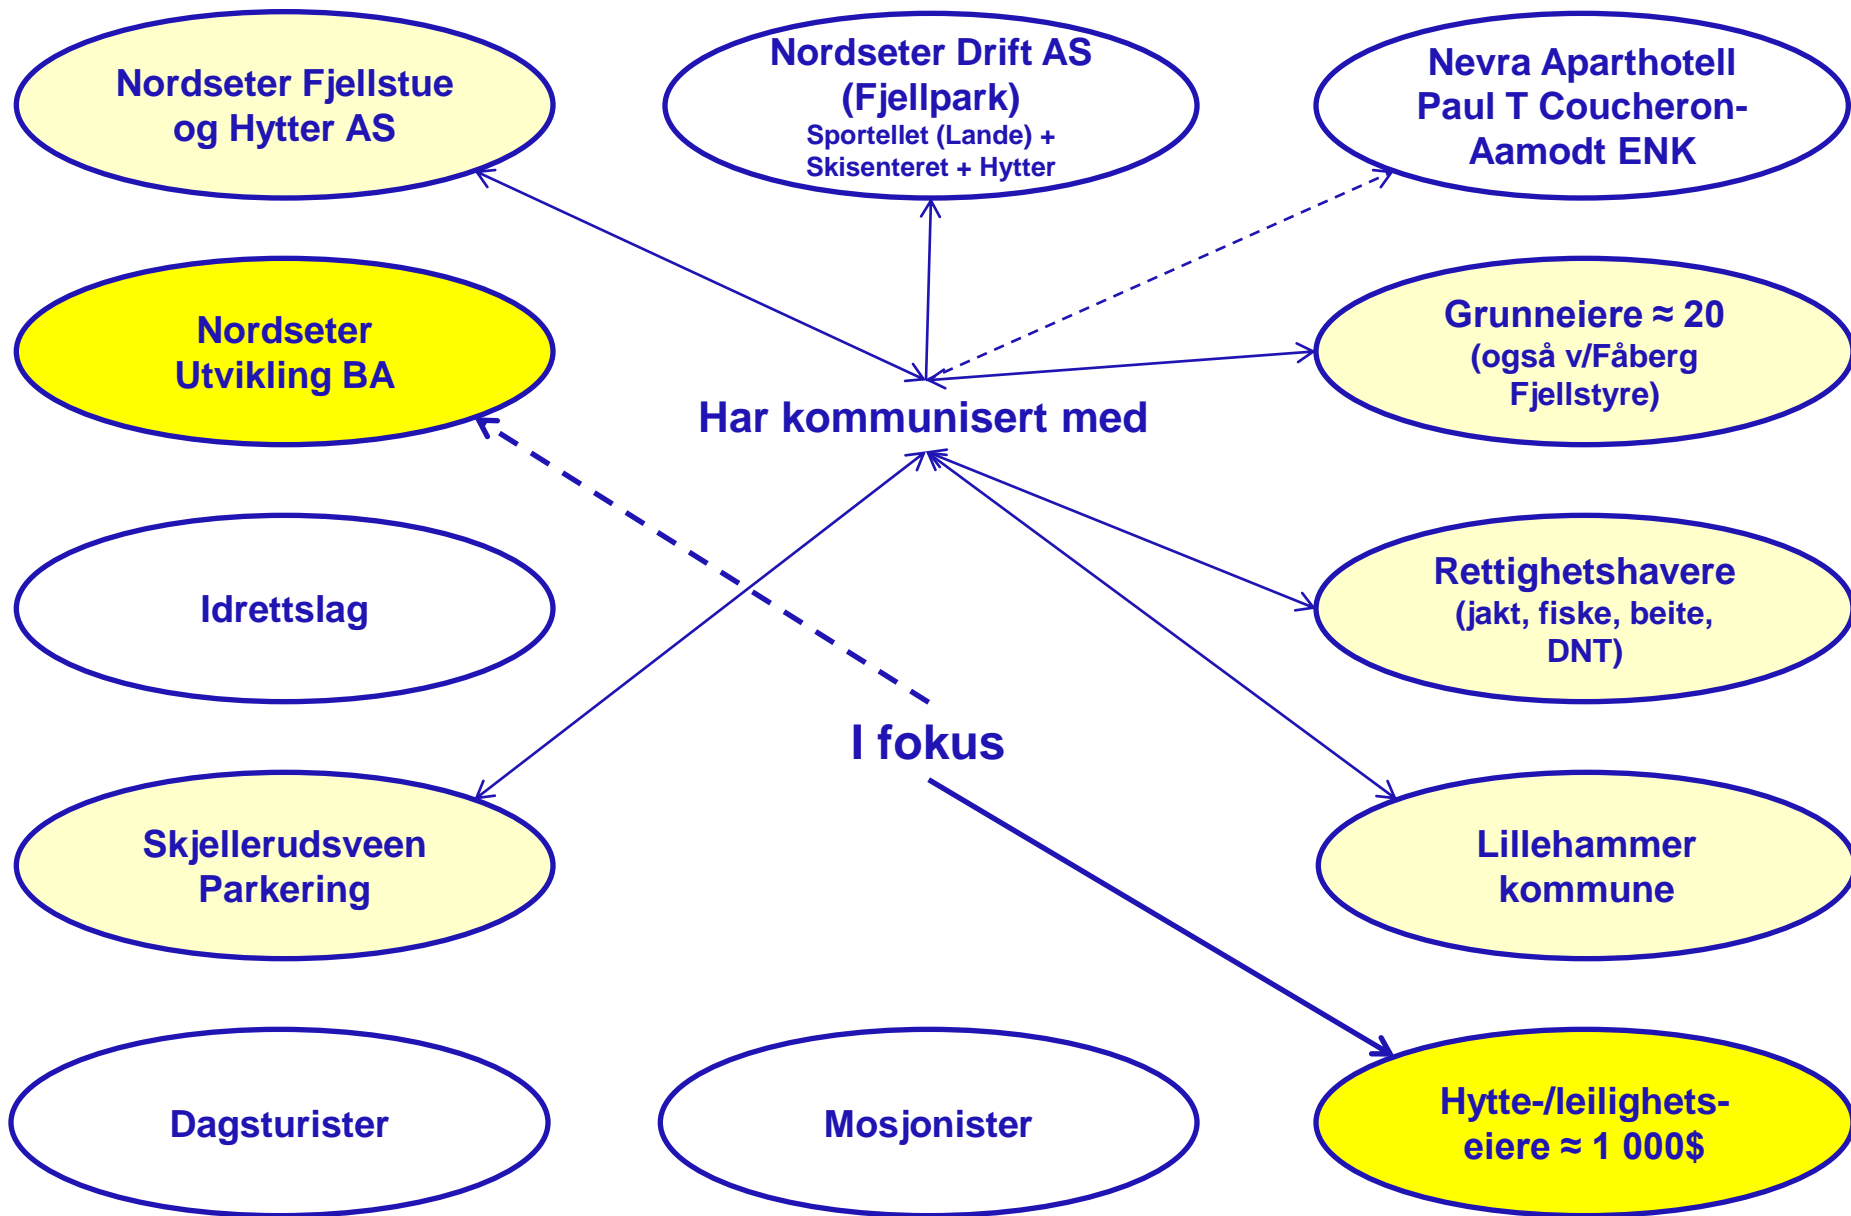 Nordseter Fjellstue
og Hytter AS
Nordseter Drift AS
(Fjellpark)
Sportellet (Lande) +
Skisenteret + Hytter
Nevra Aparthotell
Paul T Coucheron-
Aamodt ENK
Nordseter
Utvikling BA
Grunneiere ≈ 20
(også v/Fåberg
Fjellstyre)
Har kommunisert med
Idrettslag
Rettighetshavere
(jakt, fiske, beite,
DNT)
I fokus
Skjellerudsveen
Parkering
Lillehammer
kommune
Dagsturister
Mosjonister
Hytte-/leilighets-
eiere ≈ 1 000$